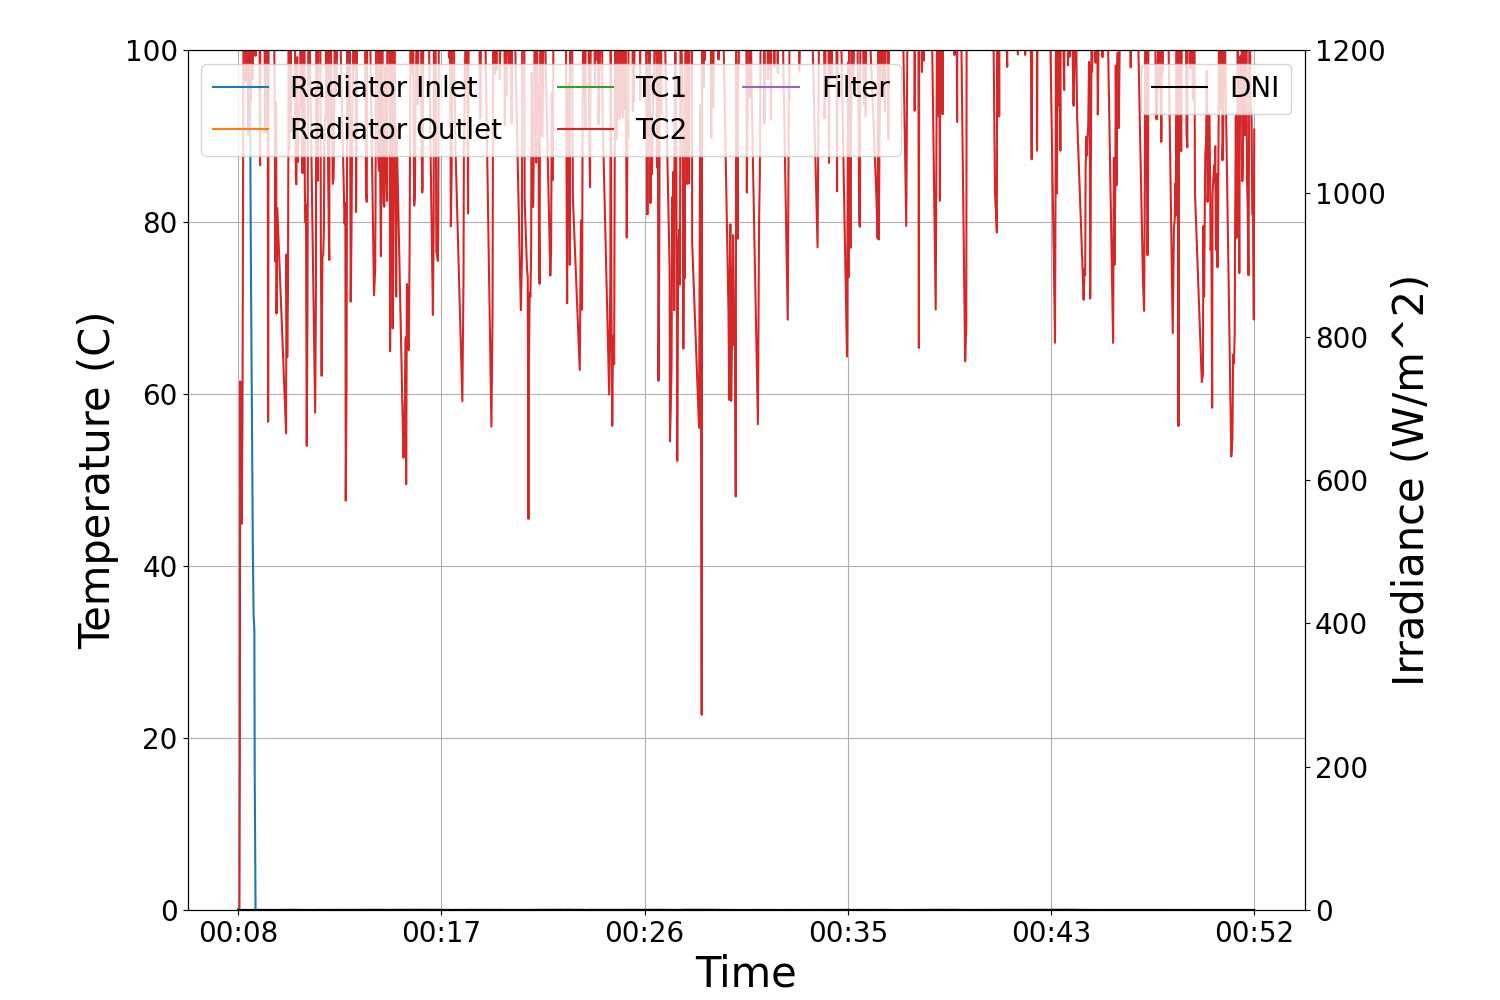 Temperature (C)
100
80
60
40
20
0
Radiator Inlet
Radiator Outlet
TC1
TC2
Filter
DNI
1200
1000
800
600
400
200
0
Irradiance (W/m^2)
00:08 00:17 00:26 00:35 00:43 00:52
Time